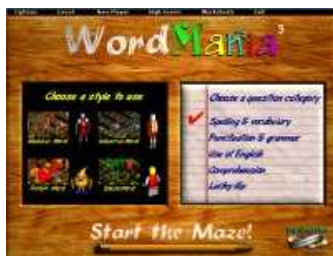 Options Level New Player High scores Worksheets Exit
WordMania 3
Choose a style to use
Choose a question category
Spelling & vocabulary
Punctuation & grammar
Use of English
Comprehension
Lucky dip
Start the Maze!